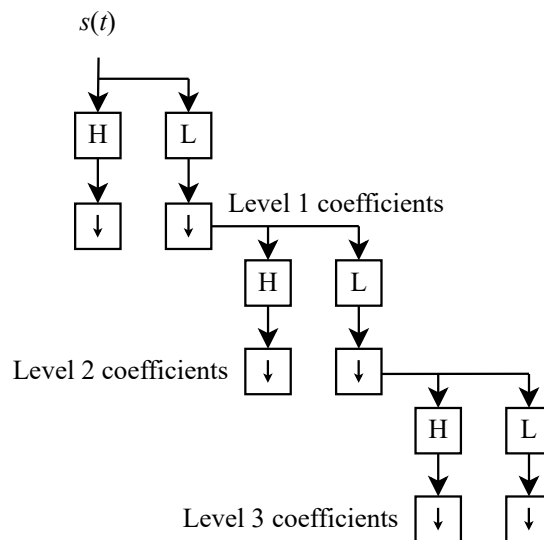 s(t)
H L
Level 1 coefficients
H L
Level 2 coefficients
H L
Level 3 coefficients